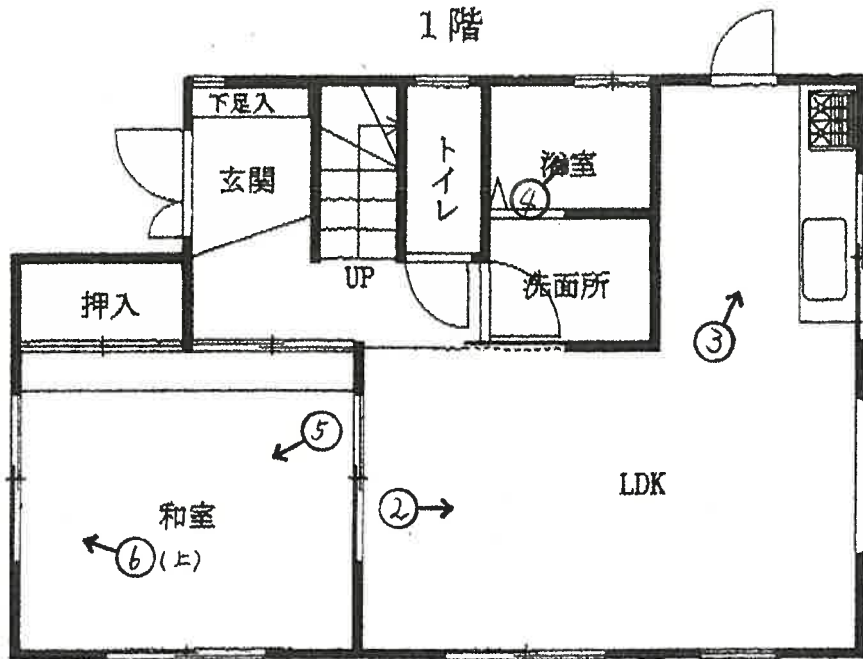 1階
下足入
玄関
トイレ
浴室
④
押入
UP
洗面所
③
⑤
②
LDK
和室
⑥(上)